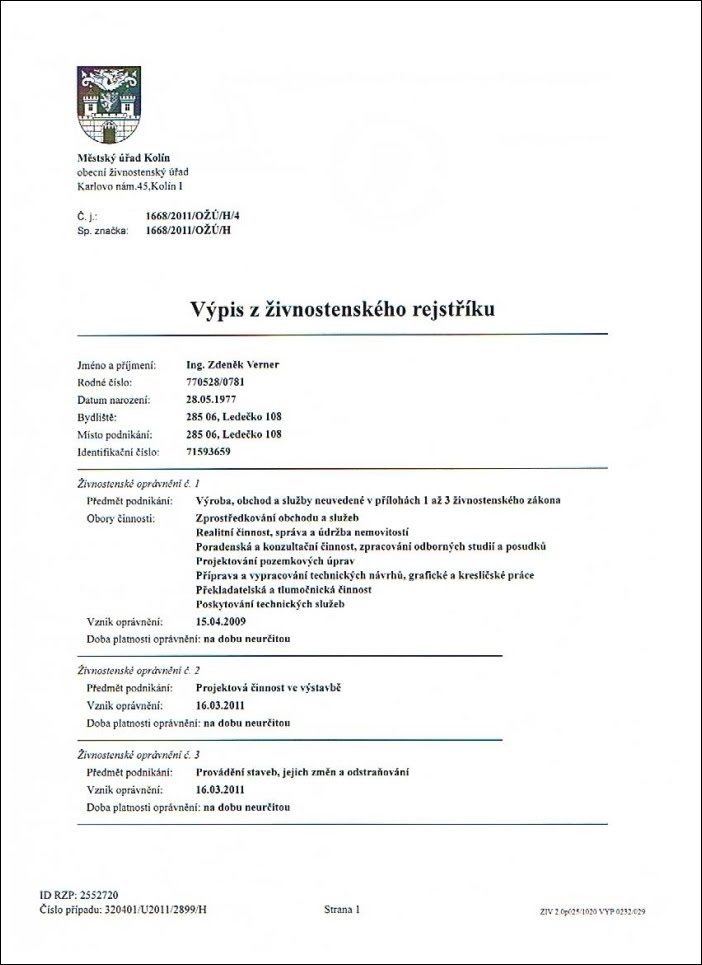 Městský úřad Kolín
obecní živnostenský úřad
Karlovo nám.45,Kolín I
Č. j.: 1668/2011/OŽÚ/H/4
Sp. značka: 1668/2011/OŽÚ/H
Výpis z živnostenského rejstříku
Jméno a příjmení: Ing. Zdeněk Verner
Rodné číslo: 770528/0781
Datum narození: 28.05.1977
Bydliště: 285 06, Ledečko 108
Místo podnikání: 285 06, Ledečko 108
Identifikační číslo: 71593659
Živnostenské oprávnění č. 1
Předmět podnikání: Výroba, obchod a služby neuvedené v přílohách 1 až 3 živnostenského zákona
Obory činnosti: Zprostředkování obchodu a služeb
Realitní činnost, správa a údržba nemovitostí
Poradenská a konzultační činnost, zpracování odborných studií a posudků
Projektování pozemkových úprav
Příprava a vypracování technických návrhů, grafické a kresličské práce
Překladatelská a tlumočnická činnost
Poskytování technických služeb
Vznik oprávnění: 15.04.2009
Doba platnosti oprávnění: na dobu neurčitou
Živnostenské oprávnění č. 2
Předmět podnikání: Projektová činnost ve výstavbě
Vznik oprávnění: 16.03.2011
Doba platnosti oprávnění: na dobu neurčitou
Živnostenské oprávnění č. 3
Předmět podnikání: Provádění staveb, jejich změn a odstraňování
Vznik oprávnění: 16.03.2011
Doba platnosti oprávnění: na dobu neurčitou
ID RZP: 2552720
Číslo případu: 320401/U2011/2899/H Strana 1 ZIV 2.0p025/1020 VYP 0232/029